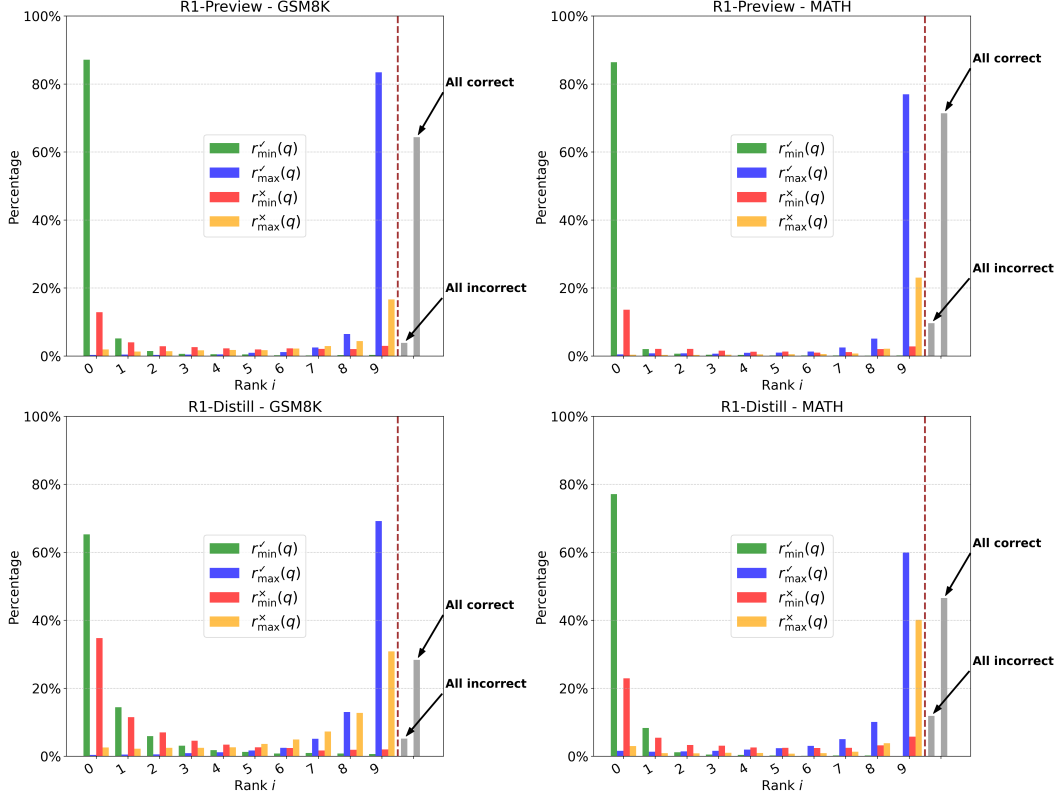 R1-Preview - GSM8K
100%
80%
60%
40%
20%
0%
Percentage
r✓min(q)
r✓max(q)
r×min(q)
r×max(q)
All correct
All incorrect
0 1 2 3 4 5 6 7 8 9
Rank i
R1-Preview - MATH
100%
80%
60%
40%
20%
0%
Percentage
r✓min(q)
r✓max(q)
r×min(q)
r×max(q)
All correct
All incorrect
0 1 2 3 4 5 6 7 8 9
Rank i
R1-Distill - GSM8K
100%
80%
60%
40%
20%
0%
Percentage
r✓min(q)
r✓max(q)
r×min(q)
r×max(q)
All correct
All incorrect
0 1 2 3 4 5 6 7 8 9
Rank i
R1-Distill - MATH
100%
80%
60%
40%
20%
0%
Percentage
r✓min(q)
r✓max(q)
r×min(q)
r×max(q)
All correct
All incorrect
0 1 2 3 4 5 6 7 8 9
Rank i